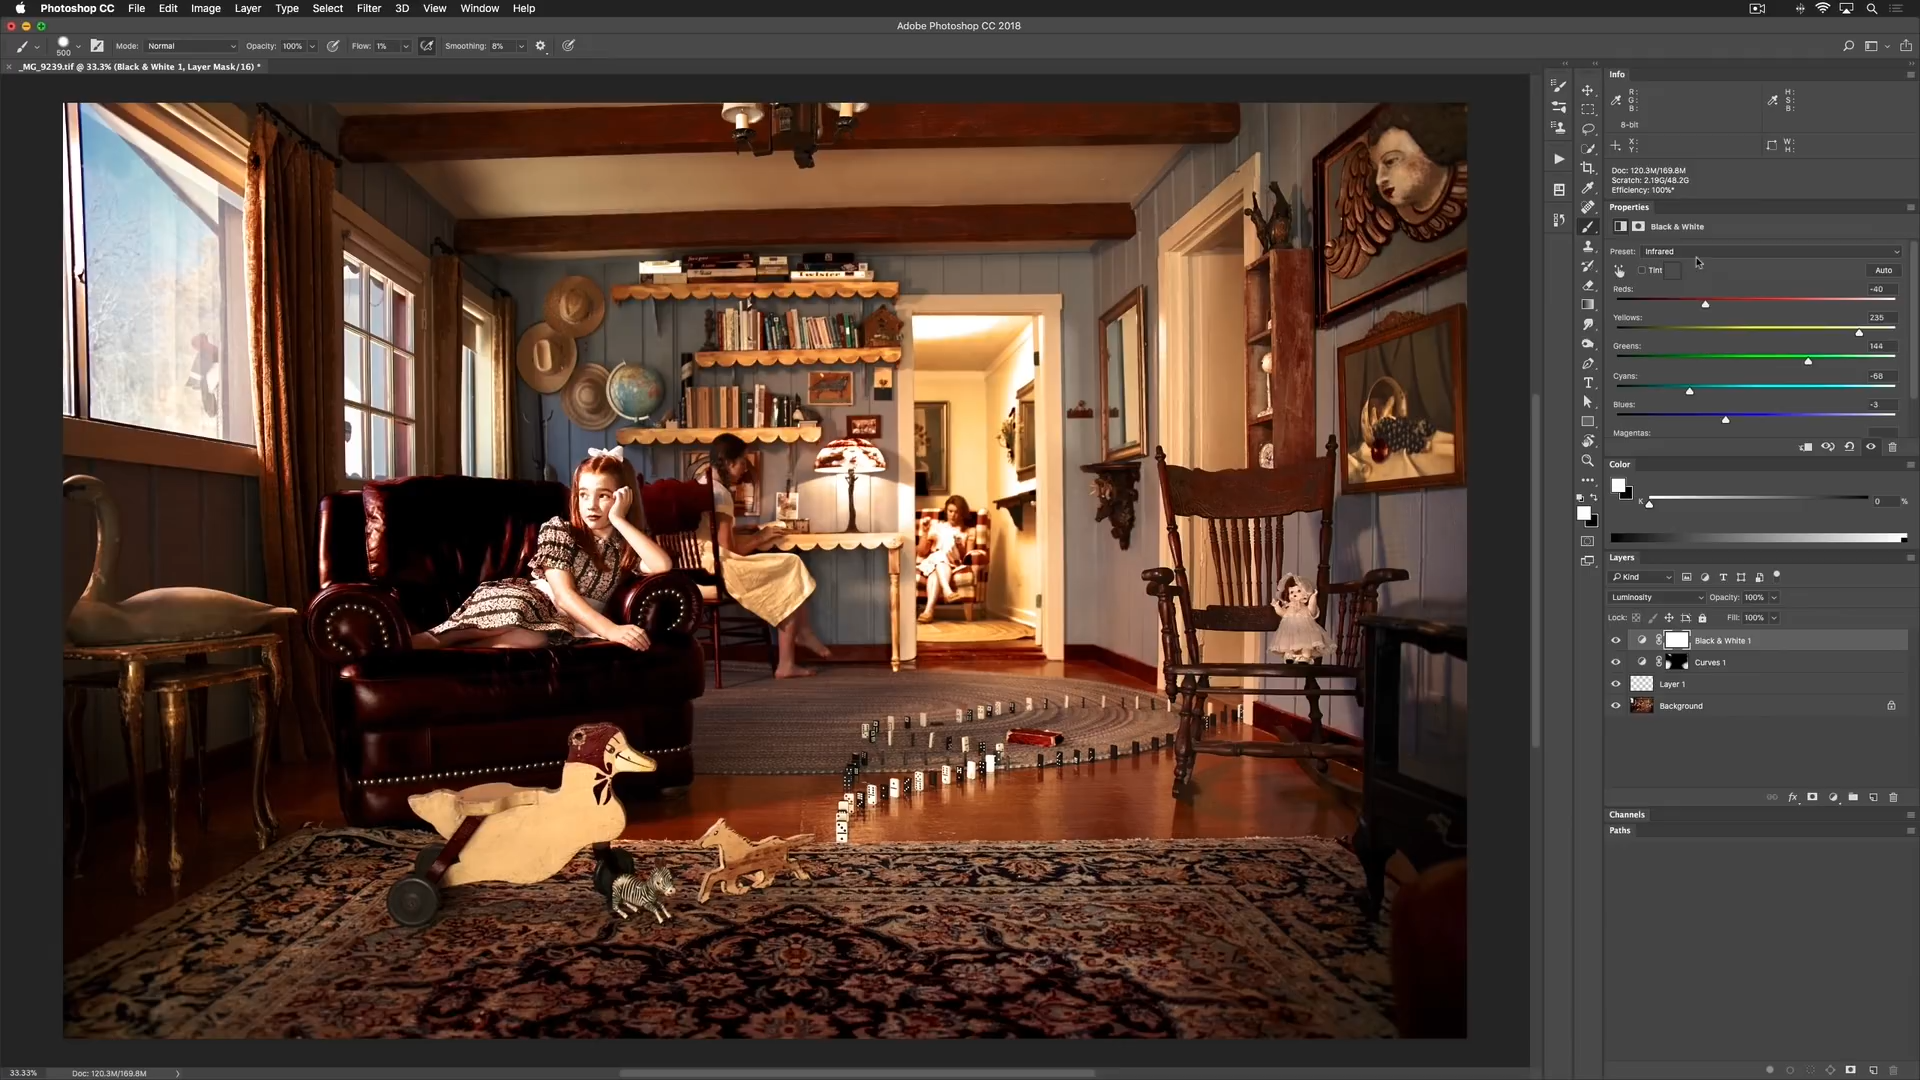 Photoshop CC File Edit Image Layer Type Select Filter 3D View Window Help
Adobe Photoshop CC 2018
500 Mode: Normal Opacity: 100% Flow: 1% Smoothing: 8%
_MG_9239.tif @ 33.3% (Black & White 1, Layer Mask/16) *
Info
R: H:
G: S:
B: B:
8-bit
X: W:
Y: H:
Doc: 120.3M/169.8M
Scratch: 2.19G/48.2G
Efficiency: 100%*
Properties
Black & White
Preset: Infrared
Tint Auto
Reds: -40
Yellows: 235
Greens: 144
Cyans: -68
Blues: -3
Magentas:
Color
K 0 %
Layers
Kind
Luminosity Opacity: 100%
Lock: Fill: 100%
Black & White 1
Curves 1
Layer 1
Background
fx
Channels
Paths
Twister
33.33% Doc: 120.3M/169.8M